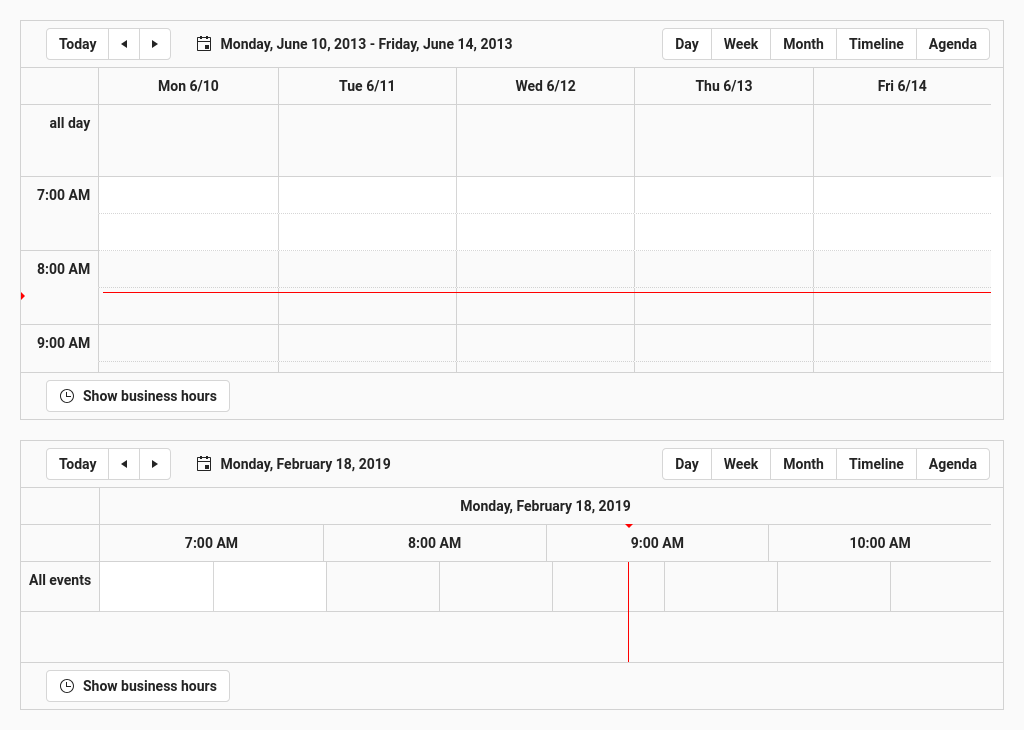 Today Monday, June 10, 2013 - Friday, June 14, 2013 Day Week Month Timeline Agenda
Mon 6/10 Tue 6/11 Wed 6/12 Thu 6/13 Fri 6/14
all day
7:00 AM
8:00 AM
9:00 AM
Show business hours
Today Monday, February 18, 2019 Day Week Month Timeline Agenda
Monday, February 18, 2019
7:00 AM 8:00 AM 9:00 AM 10:00 AM
All events
Show business hours